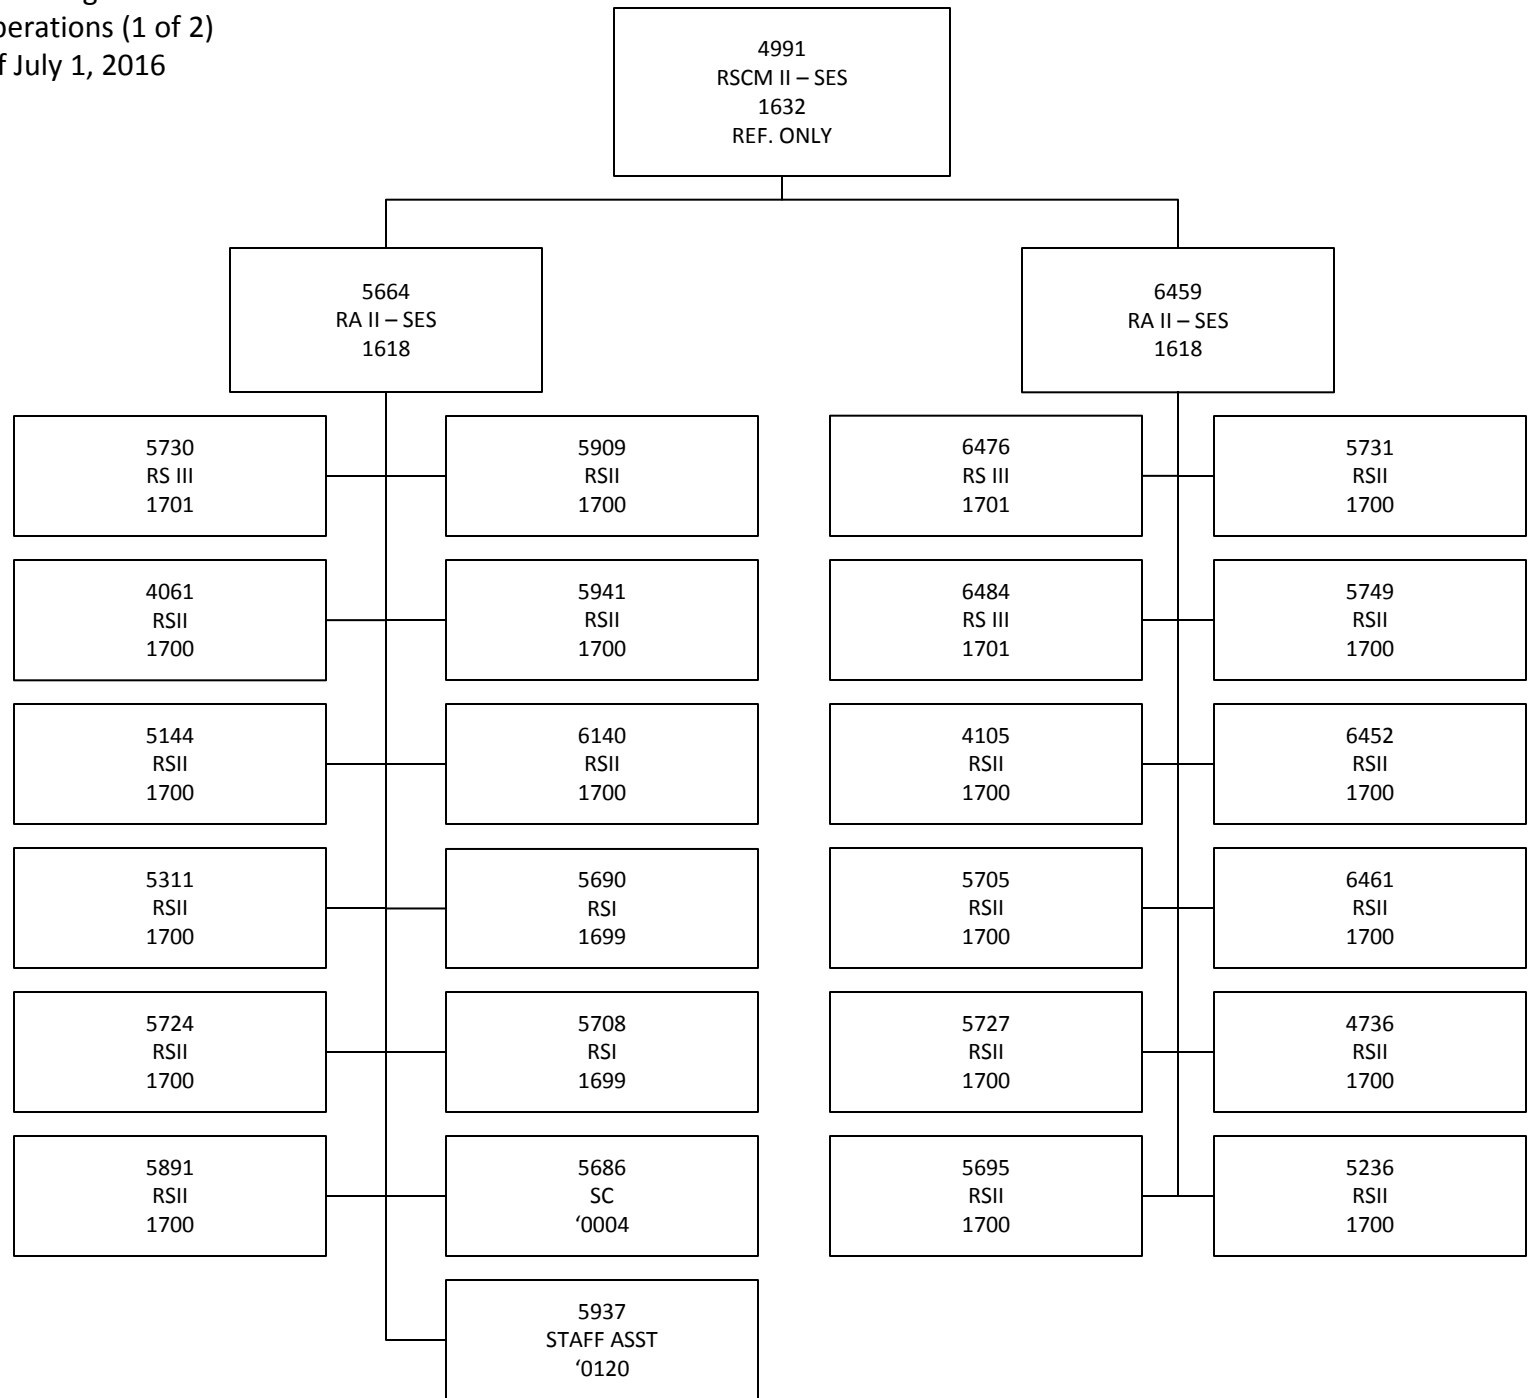 (1 of 2)
July 1, 2016
4991
RSCM II – SES
1632
REF. ONLY
5664
RA II – SES
1618
6459
RA II – SES
1618
5730
RS III
1701
5909
RSII
1700
6476
RS III
1701
5731
RSII
1700
4061
RSII
1700
5941
RSII
1700
6484
RS III
1701
5749
RSII
1700
5144
RSII
1700
6140
RSII
1700
4105
RSII
1700
6452
RSII
1700
5311
RSII
1700
5690
RSI
1699
5705
RSII
1700
6461
RSII
1700
5724
RSII
1700
5708
RSI
1699
5727
RSII
1700
4736
RSII
1700
5891
RSII
1700
5686
SC
‘0004
5695
RSII
1700
5236
RSII
1700
5937
STAFF ASST
‘0120